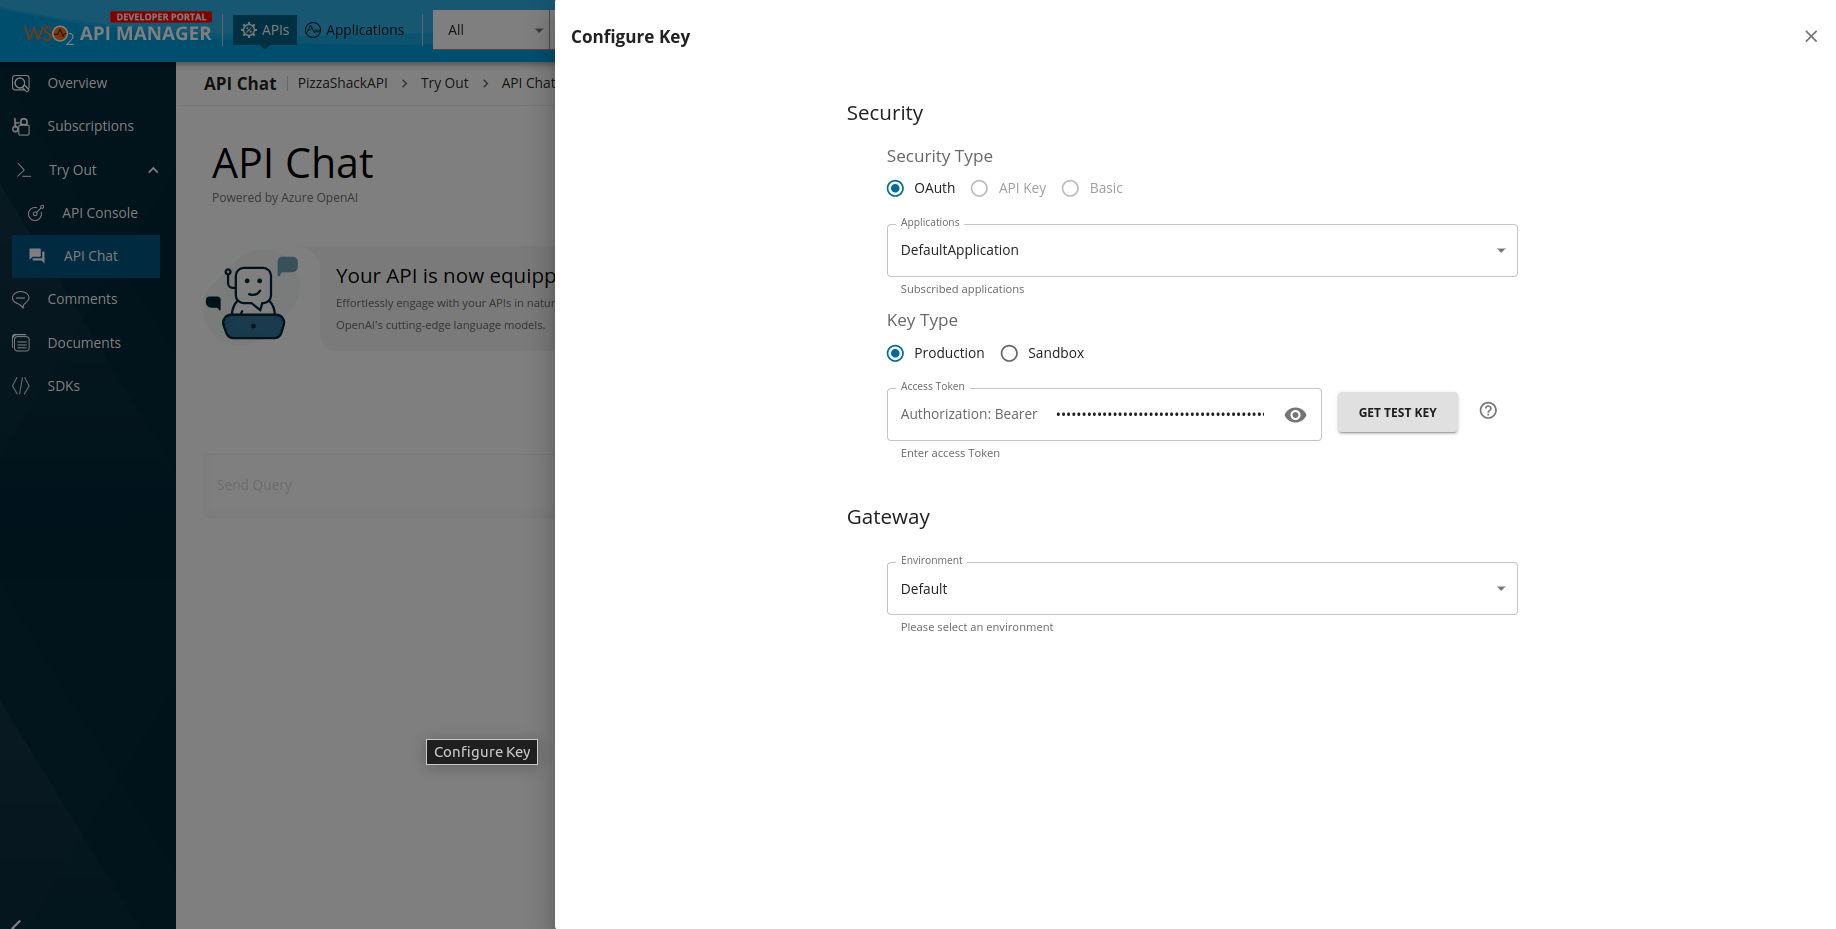 DEVELOPER PORTAL
WSO2 API MANAGER
APIs
Applications
All
Overview
Subscriptions
Try Out
API Console
API Chat
Comments
Documents
SDKs
API Chat
PizzaShackAPI > Try Out > API Chat
API Chat
Powered by Azure OpenAI
Your API is now equipp
Effortlessly engage with your APIs in natur
OpenAI's cutting-edge language models.
Send Query
Configure Key
Configure Key
Security
Security Type
OAuth
API Key
Basic
Applications
DefaultApplication
Subscribed applications
Key Type
Production
Sandbox
Access Token
Authorization: Bearer ••••••••••••••••••••••••••••••••••••••••
GET TEST KEY
Enter access Token
Gateway
Environment
Default
Please select an environment